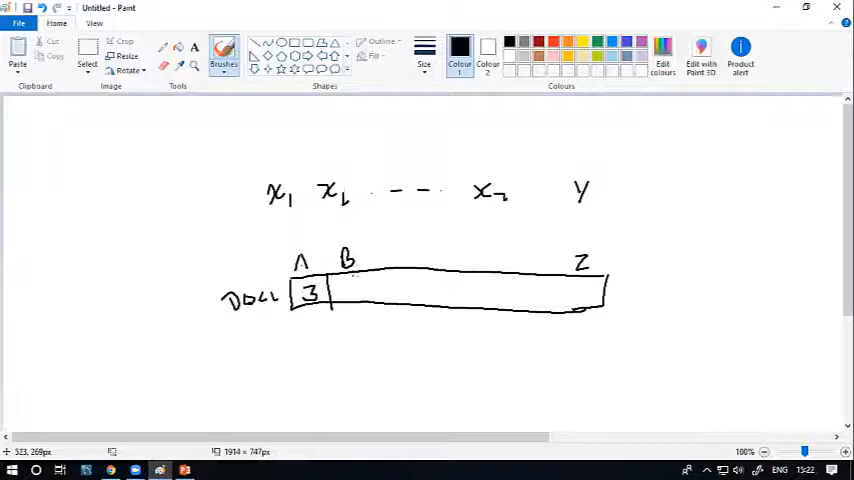 Untitled - Paint
File Home View
Paste Cut Copy Select Crop Resize Rotate A Brushes Outline Fill Size Colour 1 Colour 2 Edit colours Edit with Paint 3D Product alert
Clipboard Image Tools Shapes Colours
x1 x2 . - - . x7 Y
A B Z
3
523, 269px 1914 × 747px 100%
ENG 15:22